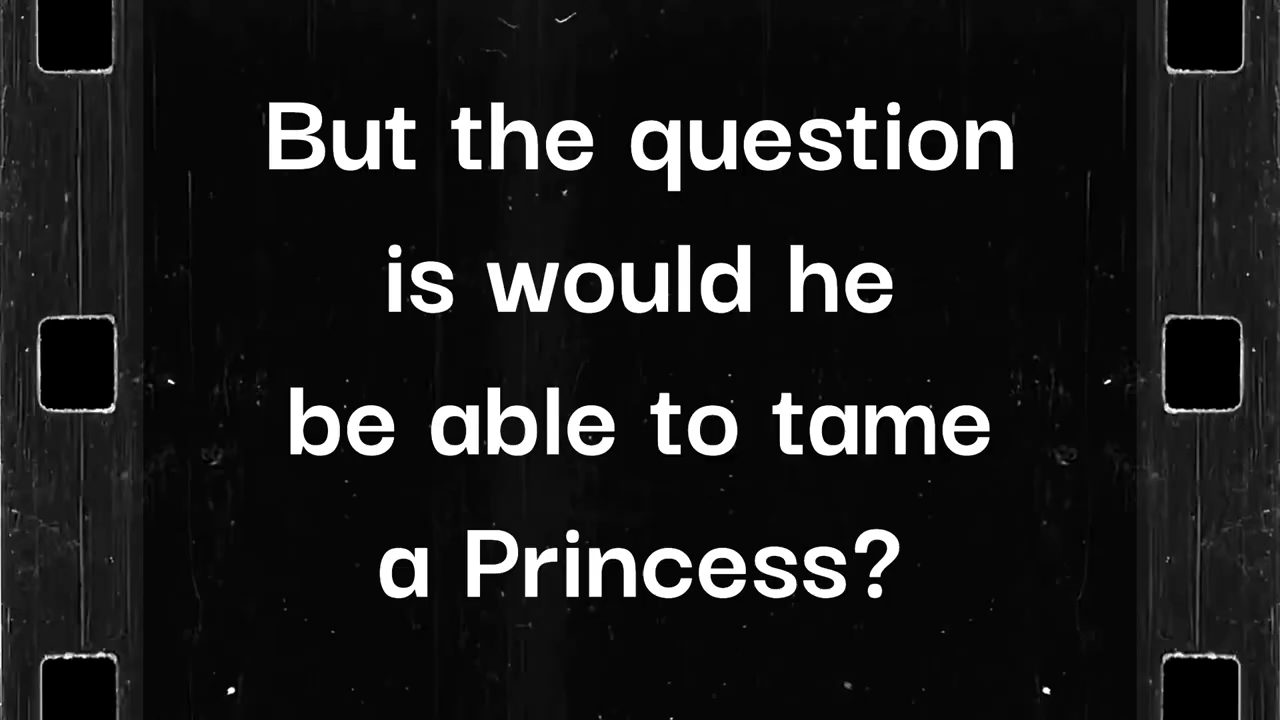 But the question
is would he
be able to tame
a Princess?